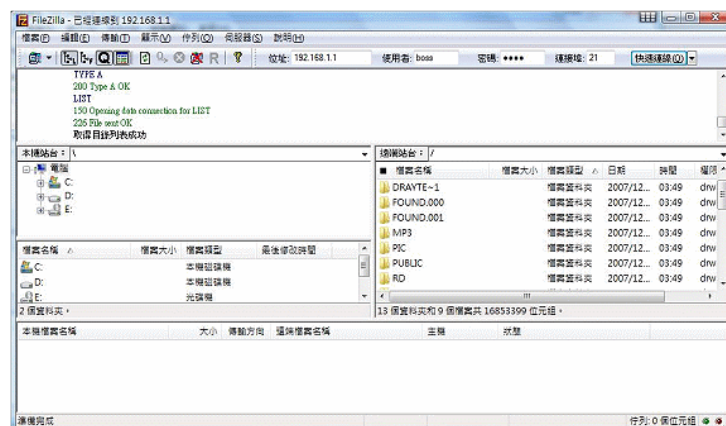 FileZilla - 已經連線到 192.168.1.1
檔案(F) 編輯(E) 傳輸(T) 顯示(V) 佇列(Q) 伺服器(S) 說明(H)
位址: 192.168.1.1 使用者: boss 密碼: •••• 連接埠: 21 快速連線(Q)
TYPE A
200 Type A OK
LIST
150 Opening data connection for LIST
226 File sent OK
取得目錄列表成功
本機站台: \
電腦
C:
D:
E:
檔案名稱 檔案大小 檔案類型 最後修改時間
C: 本機磁碟機
D: 本機磁碟機
E: 光碟機
2 個資料夾。
遠端站台: /
檔案名稱 檔案大小 檔案類型 日期 時間 權限
DRAYTE~1 檔案資料夾 2007/12... 03:49 drw
FOUND.000 檔案資料夾 2007/12... 03:49 drw
FOUND.001 檔案資料夾 2007/12... 03:49 drw
MP3 檔案資料夾 2007/12... 03:49 drw
PIC 檔案資料夾 2007/12... 03:49 drw
PUBLIC 檔案資料夾 2007/12... 03:49 drw
RD 檔案資料夾 2007/12... 03:49 drw
13 個資料夾和 9 個檔案共 16853399 位元組。
本機檔案名稱 大小 傳輸方向 遠端檔案名稱 主機 狀態
準備完成 佇列: 0 個位元組